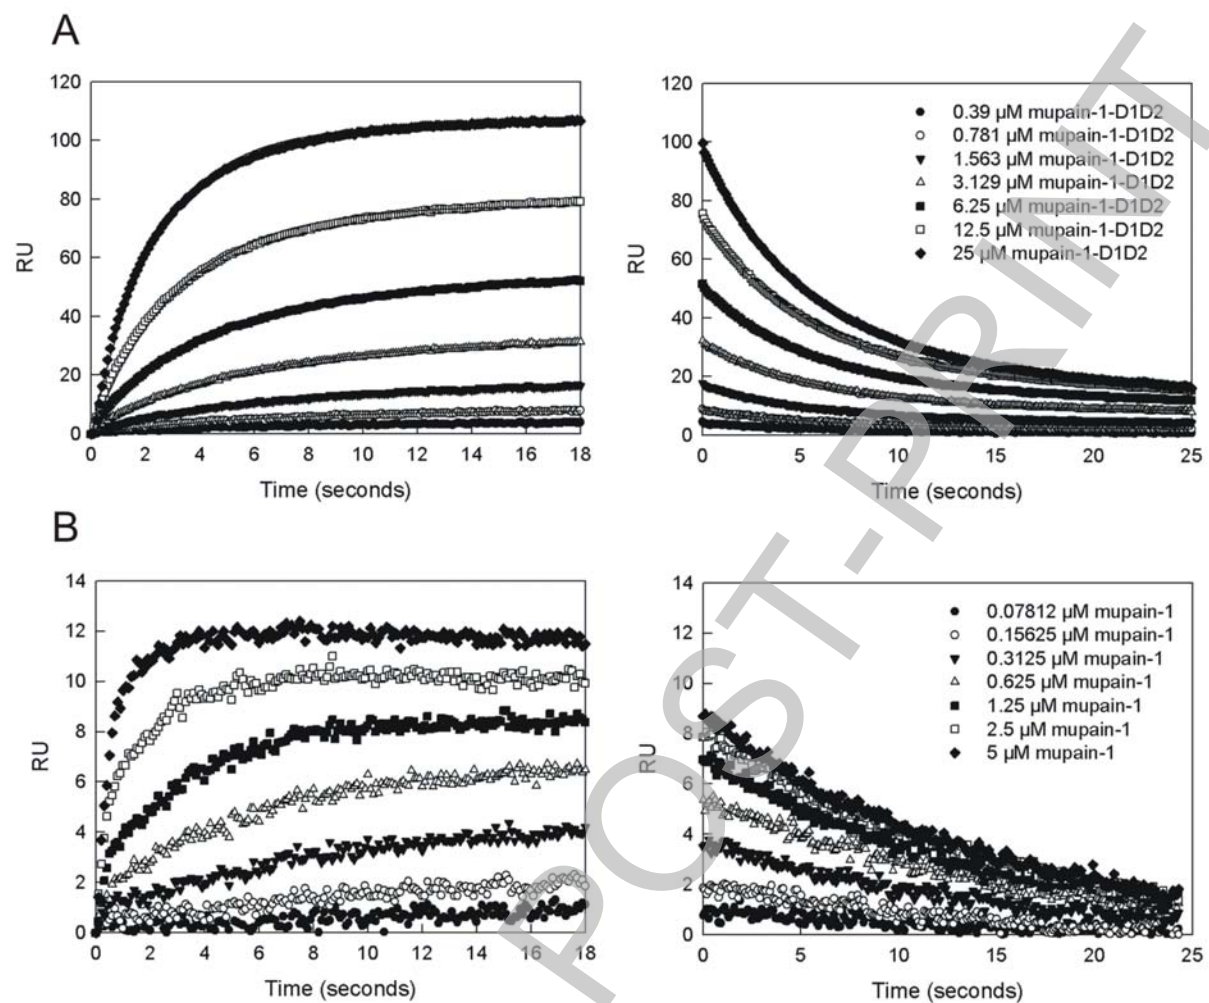 A
120
100
80
60
40
20
0
RU
0 2 4 6 8 10 12 14 16 18
Time (seconds)
120
100
80
60
40
20
0
RU
0 5 10 15 20 25
Time (seconds)
0.39 µM mupain-1-D1D2
0.781 µM mupain-1-D1D2
1.563 µM mupain-1-D1D2
3.129 µM mupain-1-D1D2
6.25 µM mupain-1-D1D2
12.5 µM mupain-1-D1D2
25 µM mupain-1-D1D2
B
14
12
10
8
6
4
2
0
RU
0 2 4 6 8 10 12 14 16 18
Time (seconds)
14
12
10
8
6
4
2
0
RU
0 5 10 15 20 25
Time (seconds)
0.07812 µM mupain-1
0.15625 µM mupain-1
0.3125 µM mupain-1
0.625 µM mupain-1
1.25 µM mupain-1
2.5 µM mupain-1
5 µM mupain-1
POST-PRINT